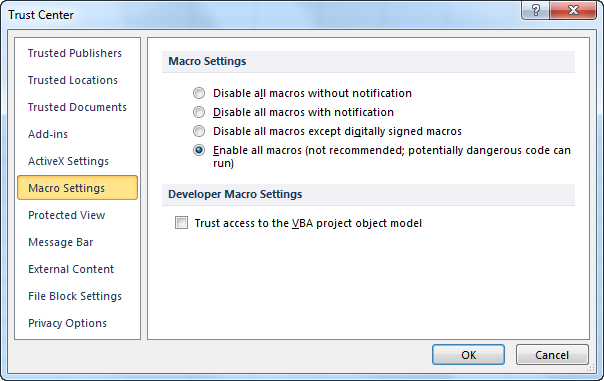 Trust Center
Trusted Publishers
Trusted Locations
Trusted Documents
Add-ins
ActiveX Settings
Macro Settings
Protected View
Message Bar
External Content
File Block Settings
Privacy Options
Macro Settings
Disable all macros without notification
Disable all macros with notification
Disable all macros except digitally signed macros
Enable all macros (not recommended; potentially dangerous code can
run)
Developer Macro Settings
Trust access to the VBA project object model
OK
Cancel